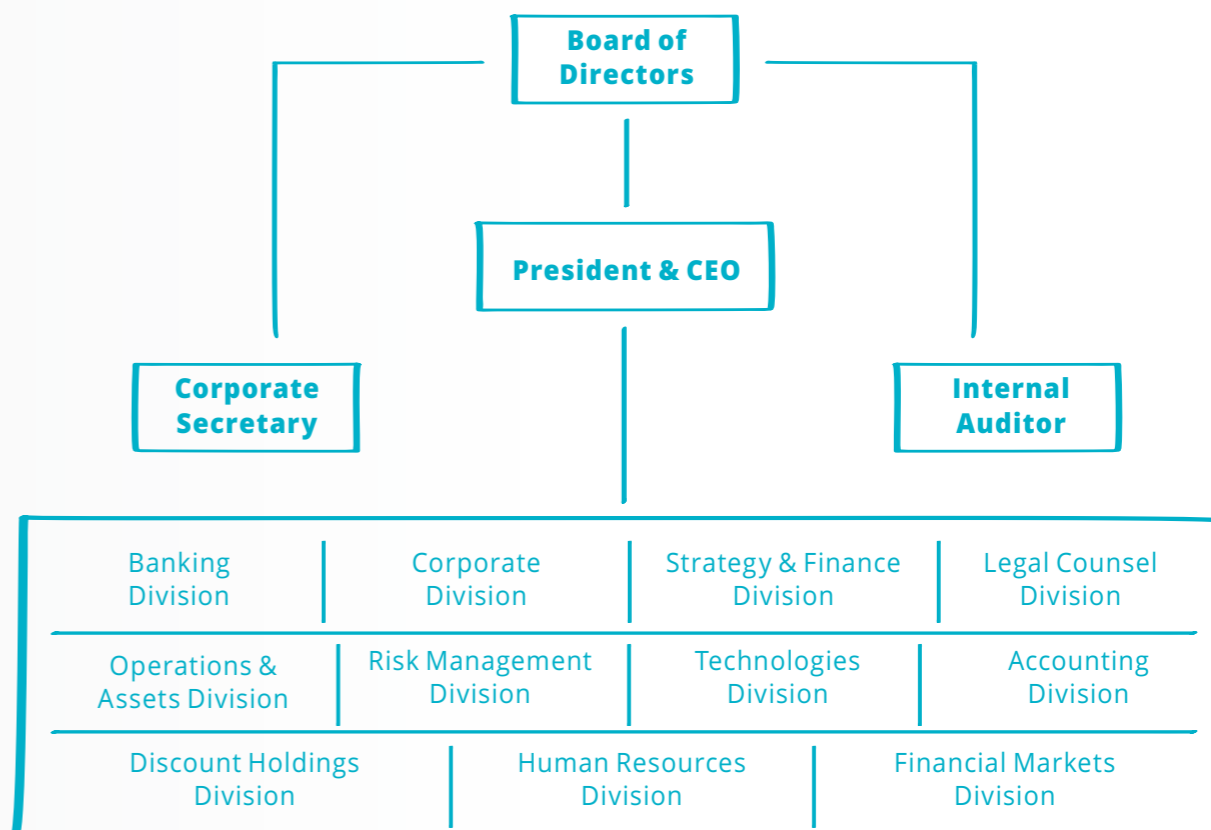 Board of
Directors
President & CEO
Corporate
Secretary
Internal
Auditor
Banking
Division
Corporate
Division
Strategy & Finance
Division
Legal Counsel
Division
Operations &
Assets Division
Risk Management
Division
Technologies
Division
Accounting
Division
Discount Holdings
Division
Human Resources
Division
Financial Markets
Division